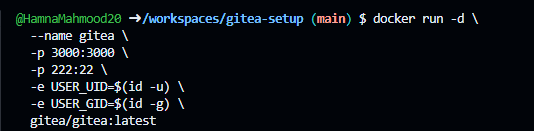 @HamnaMahmood20 ➜/workspaces/gitea-setup (main) $ docker run -d \
--name gitea \
-p 3000:3000 \
-p 222:22 \
-e USER_UID=$(id -u) \
-e USER_GID=$(id -g) \
gitea/gitea:latest